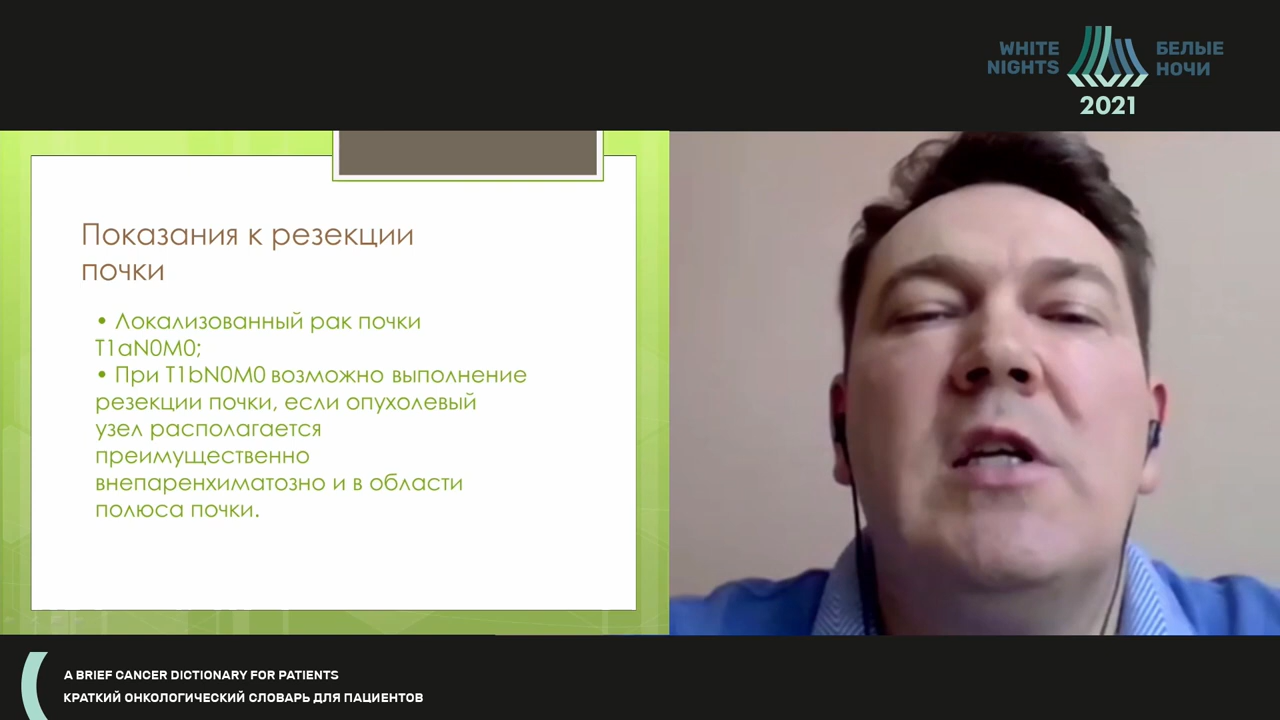 WHITE
NIGHTS
БЕЛЫЕ
НОЧИ
2021
Показания к резекции
почки
• Локализованный рак почки
T1aN0M0;
• При T1bN0M0 возможно выполнение
резекции почки, если опухолевый
узел располагается
преимущественно
внепаренхиматозно и в области
полюса почки.
A BRIEF CANCER DICTIONARY FOR PATIENTS
КРАТКИЙ ОНКОЛОГИЧЕСКИЙ СЛОВАРЬ ДЛЯ ПАЦИЕНТОВ